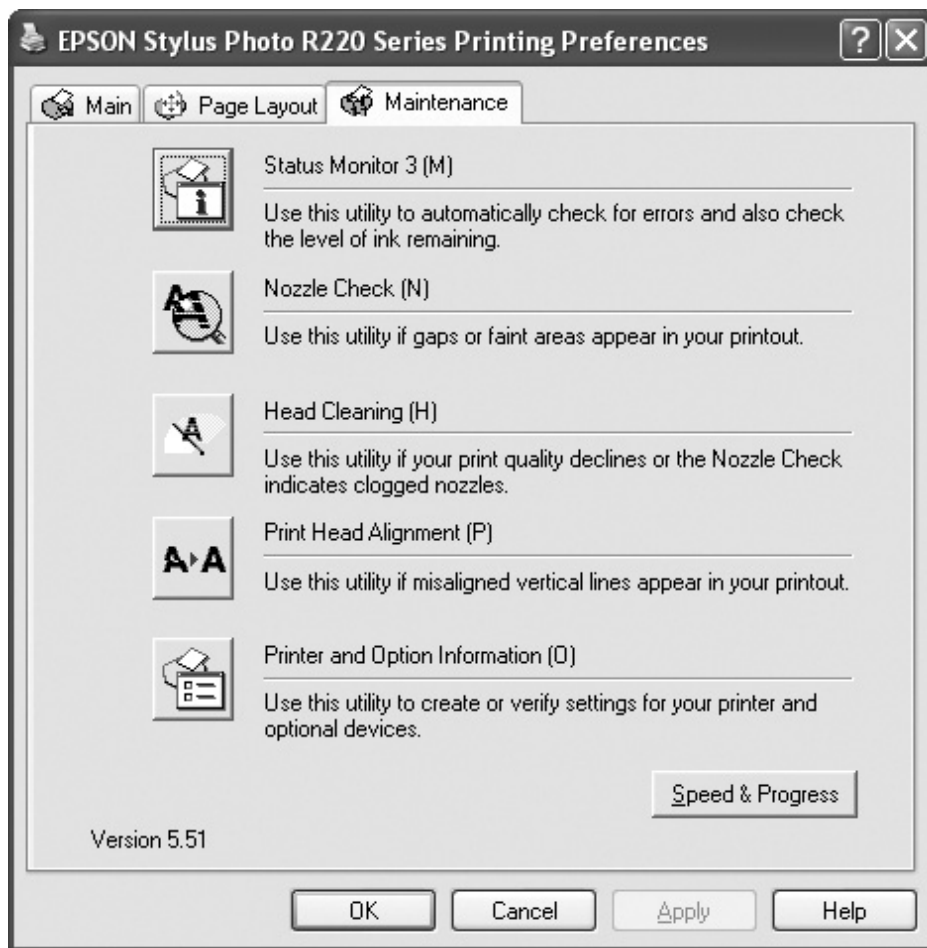 EPSON Stylus Photo R220 Series Printing Preferences
Main Page Layout Maintenance
Status Monitor 3 (M)
Use this utility to automatically check for errors and also check
the level of ink remaining.
Nozzle Check (N)
Use this utility if gaps or faint areas appear in your printout.
Head Cleaning (H)
Use this utility if your print quality declines or the Nozzle Check
indicates clogged nozzles.
Print Head Alignment (P)
Use this utility if misaligned vertical lines appear in your printout.
Printer and Option Information (O)
Use this utility to create or verify settings for your printer and
optional devices.
Speed & Progress
Version 5.51
OK Cancel Apply Help